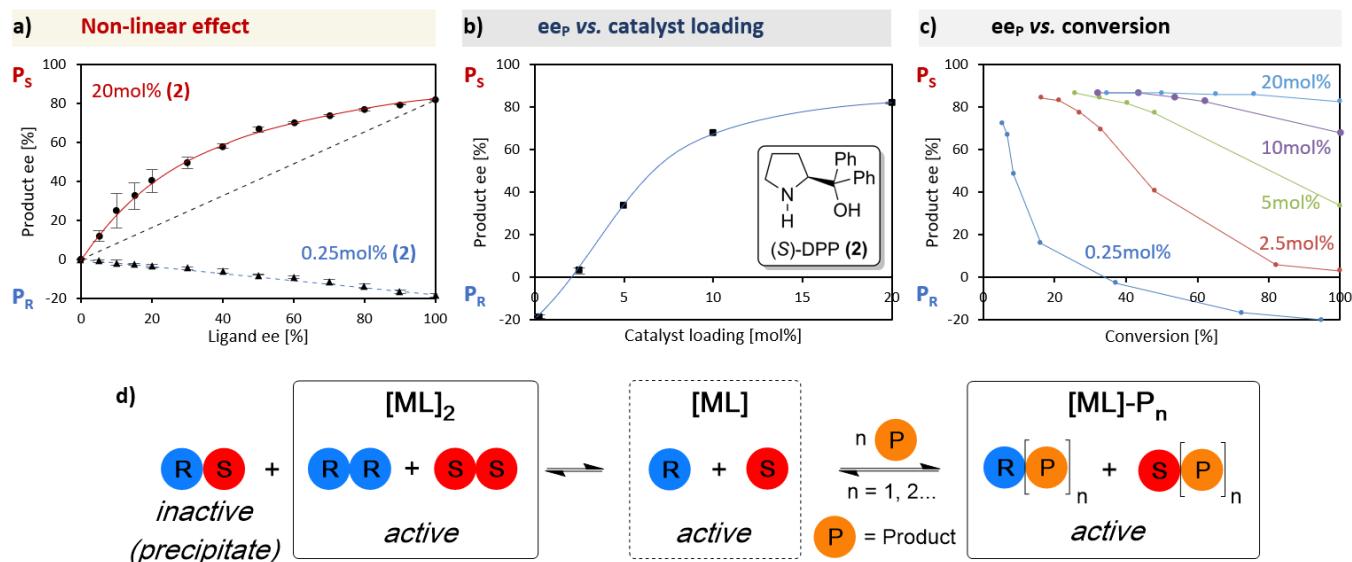 a) Non-linear effect
P_S
Product ee [%]
100
80
60
40
20
0
-20
P_R
20mol% (2)
0.25mol% (2)
0 20 40 60 80 100
Ligand ee [%]
b) ee_P vs. catalyst loading
P_S
Product ee [%]
100
80
60
40
20
0
-20
P_R
Ph
Ph
N
H
OH
(S)-DPP (2)
0 5 10 15 20
Catalyst loading [mol%]
c) ee_P vs. conversion
P_S
Product ee [%]
100
80
60
40
20
0
-20
P_R
20mol%
10mol%
5mol%
2.5mol%
0.25mol%
0 20 40 60 80 100
Conversion [%]
d)
[ML]₂ [ML] [ML]-Pₙ
R S + R R + S S R + S n P R [P]ₙ + S [P]ₙ
n = 1, 2...
inactive
(precipitate)
active
active
P = Product